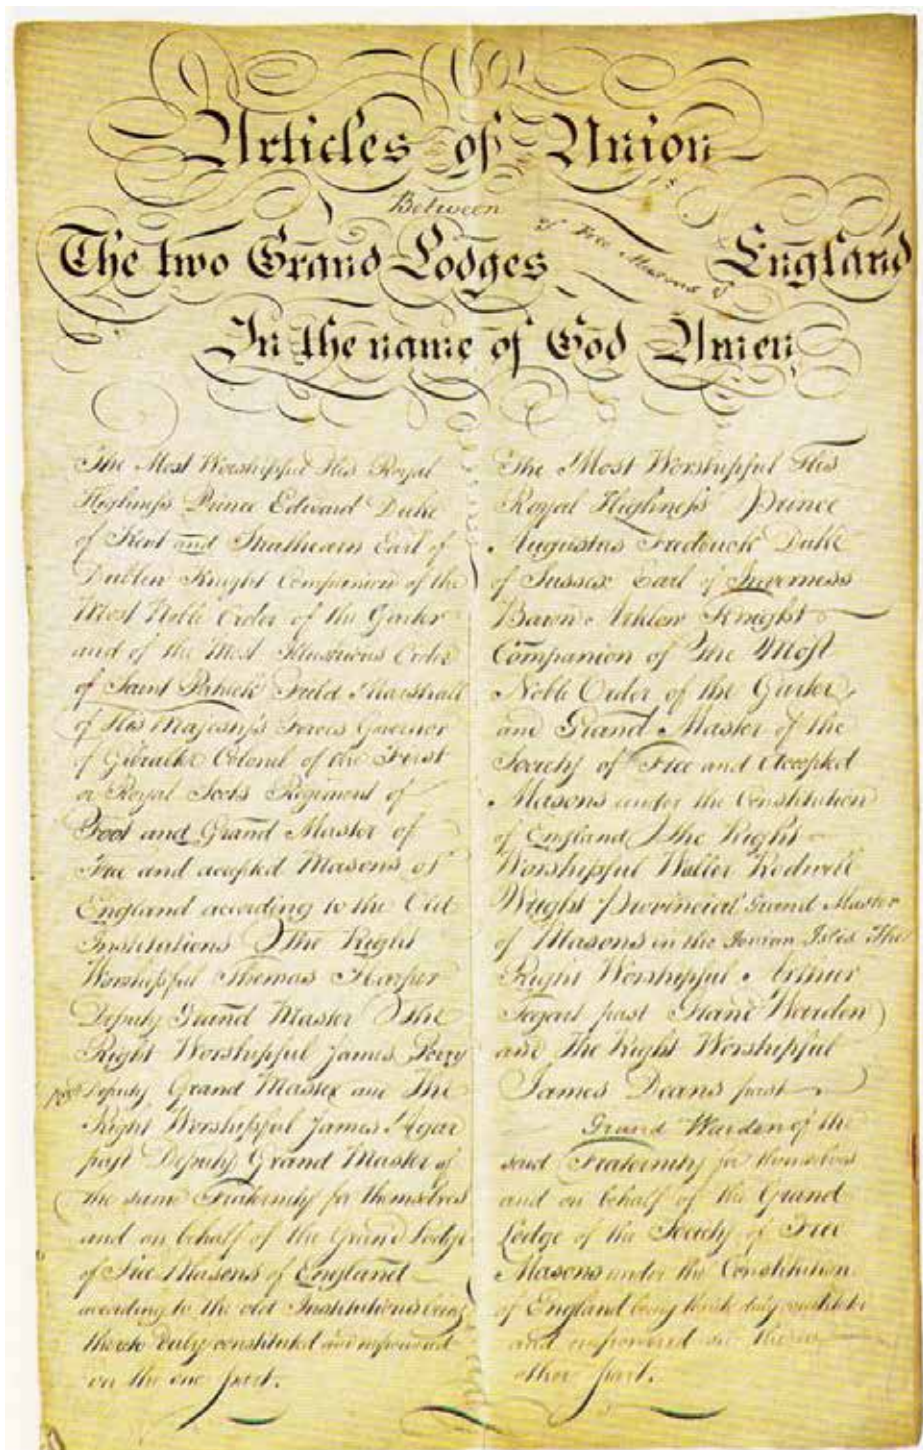 Articles of Union
Between
The two Grand Lodges of Free Masons of England
In the name of God Amen
The Most Worshipful His Royal
Highness Prince Edward Duke
of Kent and Strathearn Earl of
Dublin Knight Companion of the
Most Noble Order of the Garter
and of the Most Illustrious Order
of Saint Patrick Field Marshall
of His Majesty's Forces Governor
of Gibralter Colonel of the First
or Royal Scots Regiment of
Foot and Grand Master of
Free and accepted Masons of
England according to the Old
Institutions The Right
Worshipful Thomas Harper
Deputy Grand Master The
Right Worshipful James Perry
past Deputy Grand Master and The
Right Worshipful James Agar
past Deputy Grand Master of
the same Fraternity for themselves
and on behalf of the Grand Lodge
of Free Masons of England
according to the old Institutions being
thereto duly constituted and empowered
on the one part.
The Most Worshipful His
Royal Highness Prince
Augustus Frederick Duke
of Sussex Earl of Inverness
Baron Arklow Knight
Companion of The Most
Noble Order of the Garter
and Grand Master of the
Society of Free and Accepted
Masons under the Constitution
of England The Right
Worshipful Waller Rodwell
Wright Provincial Grand Master
of Masons in the Ionian Isles The
Right Worshipful Arthur
Tegart past Grand Warden
and The Right Worshipful
James Deans past
Grand Warden of the
said Fraternity for themselves
and on behalf of the Grand
Lodge of the Society of Free
Masons under the Constitution
of England being thereto duly constituted
and empowered
other part.